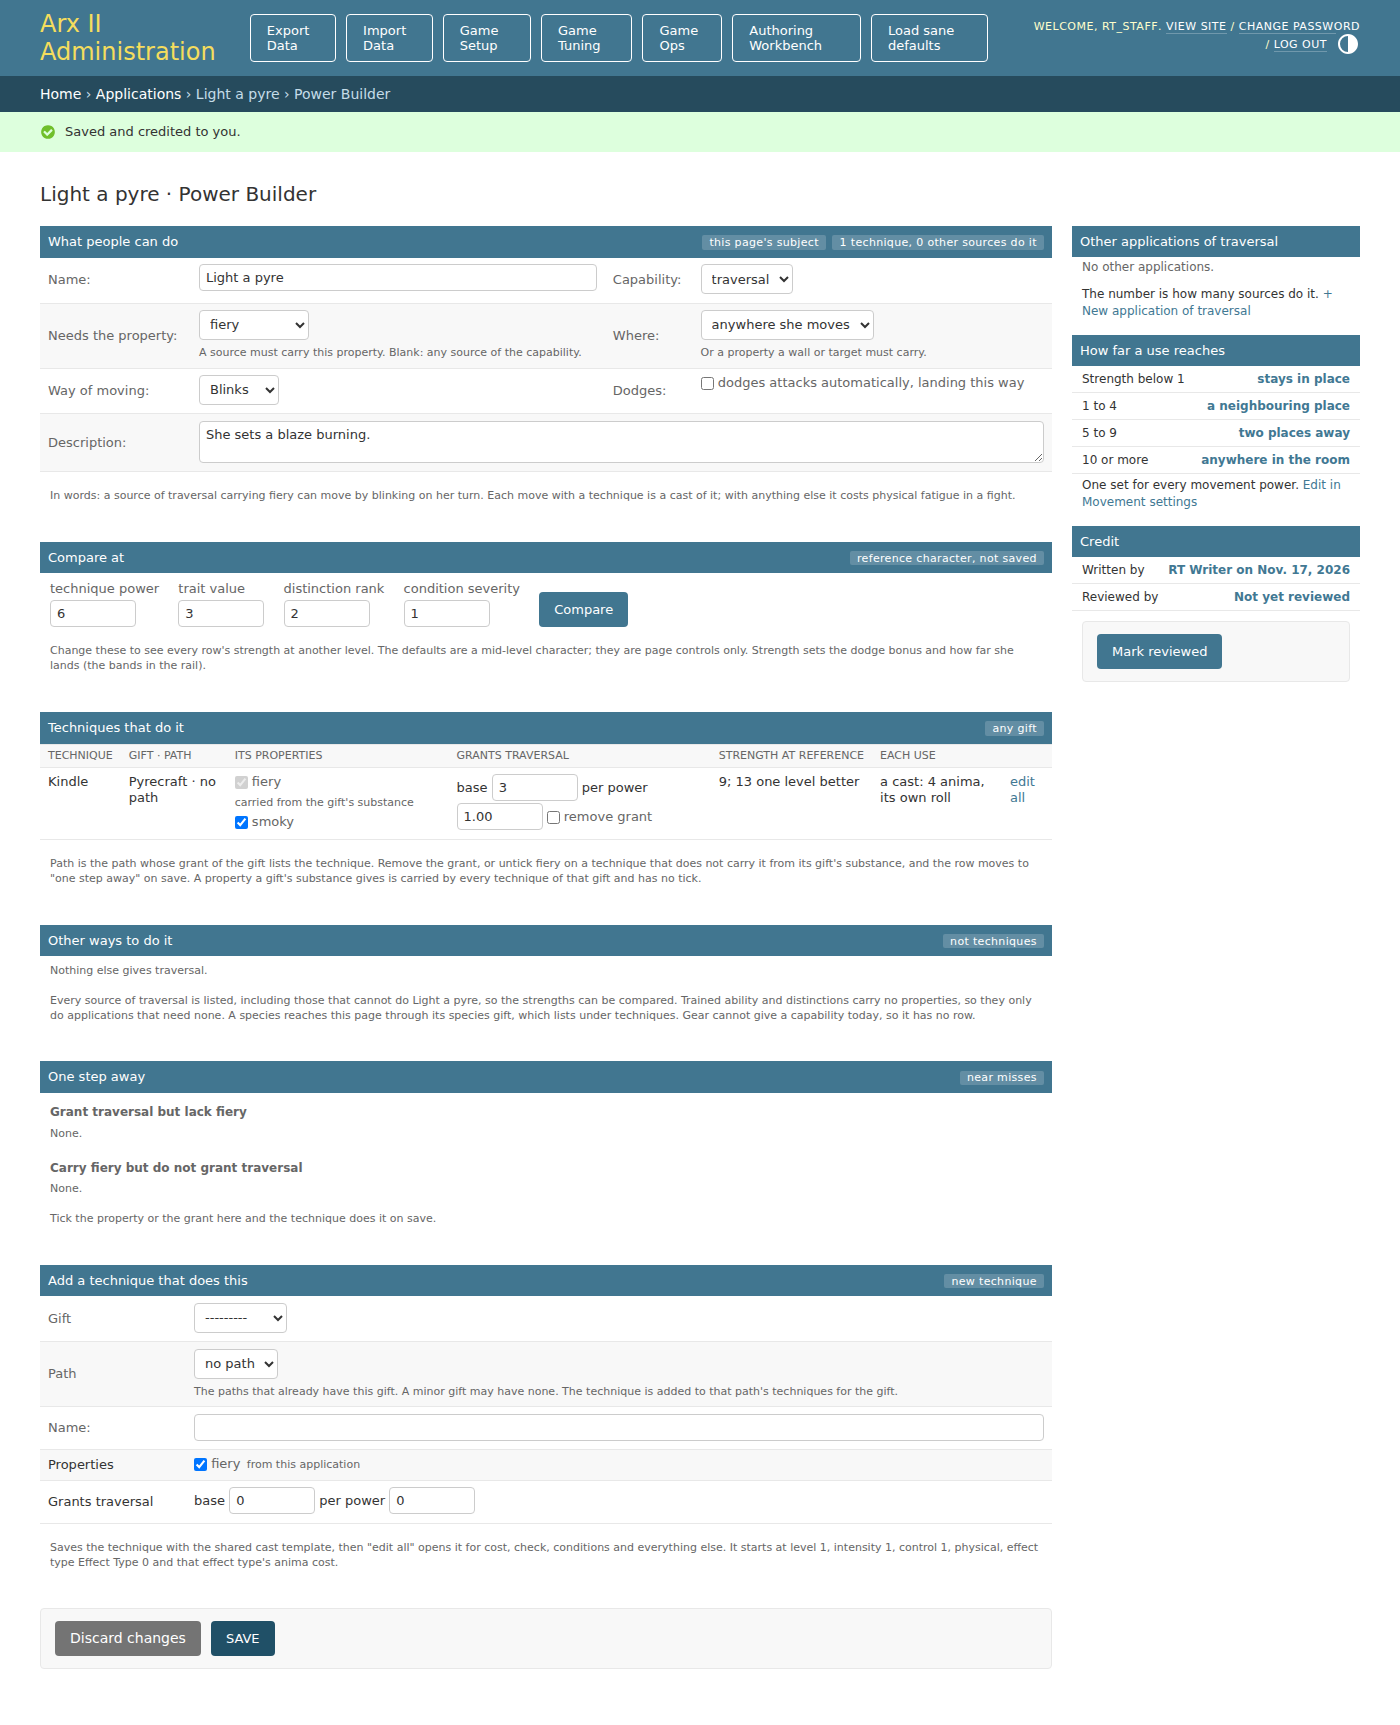 Arx II
Administration
Export
Data
Import
Data
Game
Setup
Game
Tuning
Game
Ops
Authoring
Workbench
Load sane
defaults
WELCOME, RT_STAFF. VIEW SITE / CHANGE PASSWORD
/ LOG OUT
Home › Applications › Light a pyre › Power Builder
Saved and credited to you.
Light a pyre · Power Builder
What people can do
this page's subject
1 technique, 0 other sources do it
Name:
Light a pyre
Capability:
traversal
Needs the property:
fiery
A source must carry this property. Blank: any source of the capability.
Where:
anywhere she moves
Or a property a wall or target must carry.
Way of moving:
Blinks
Dodges:
dodges attacks automatically, landing this way
Description:
She sets a blaze burning.
In words: a source of traversal carrying fiery can move by blinking on her turn. Each move with a technique is a cast of it; with anything else it costs physical fatigue in a fight.
Compare at
reference character, not saved
technique power
6
trait value
3
distinction rank
2
condition severity
1
Compare
Change these to see every row's strength at another level. The defaults are a mid-level character; they are page controls only. Strength sets the dodge bonus and how far she
lands (the bands in the rail).
Techniques that do it
any gift
TECHNIQUE
GIFT · PATH
ITS PROPERTIES
GRANTS TRAVERSAL
STRENGTH AT REFERENCE
EACH USE
Kindle
Pyrecraft · no
path
fiery
carried from the gift's substance
smoky
base 3 per power
1.00 remove grant
9; 13 one level better
a cast: 4 anima,
its own roll
edit
all
Path is the path whose grant of the gift lists the technique. Remove the grant, or untick fiery on a technique that does not carry it from its gift's substance, and the row moves to
"one step away" on save. A property a gift's substance gives is carried by every technique of that gift and has no tick.
Other ways to do it
not techniques
Nothing else gives traversal.
Every source of traversal is listed, including those that cannot do Light a pyre, so the strengths can be compared. Trained ability and distinctions carry no properties, so they only
do applications that need none. A species reaches this page through its species gift, which lists under techniques. Gear cannot give a capability today, so it has no row.
One step away
near misses
Grant traversal but lack fiery
None.
Carry fiery but do not grant traversal
None.
Tick the property or the grant here and the technique does it on save.
Add a technique that does this
new technique
Gift
---------
Path
no path
The paths that already have this gift. A minor gift may have none. The technique is added to that path's techniques for the gift.
Name:
Properties
fiery from this application
Grants traversal
base 0 per power 0
Saves the technique with the shared cast template, then "edit all" opens it for cost, check, conditions and everything else. It starts at level 1, intensity 1, control 1, physical, effect
type Effect Type 0 and that effect type's anima cost.
Discard changes
SAVE
Other applications of traversal
No other applications.
The number is how many sources do it. +
New application of traversal
How far a use reaches
Strength below 1 stays in place
1 to 4 a neighbouring place
5 to 9 two places away
10 or more anywhere in the room
One set for every movement power. Edit in
Movement settings
Credit
Written by RT Writer on Nov. 17, 2026
Reviewed by Not yet reviewed
Mark reviewed